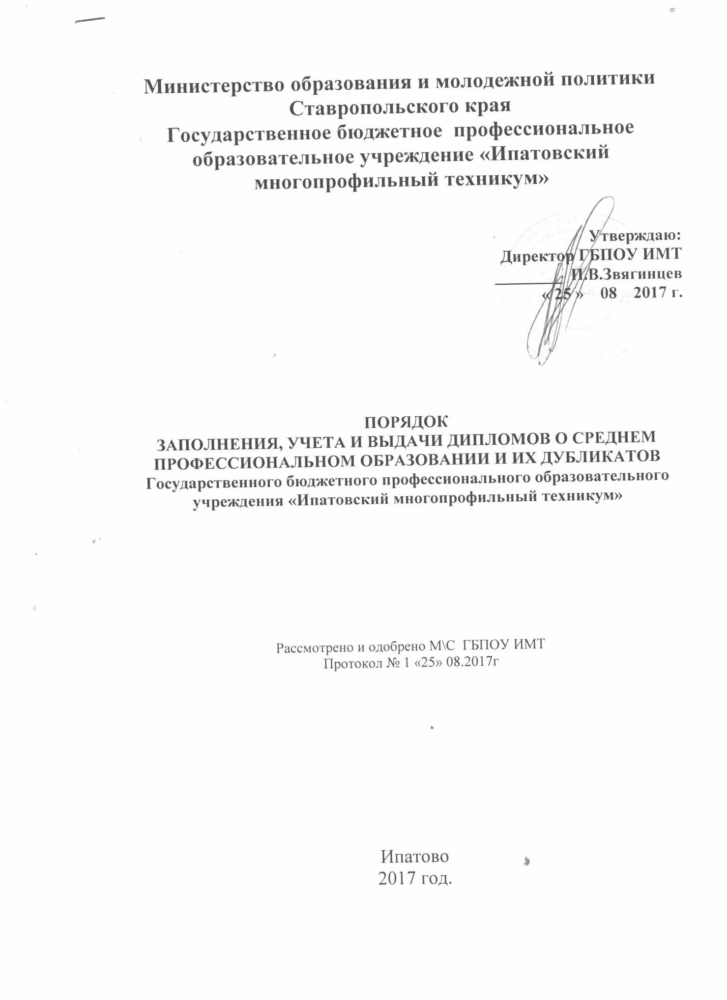 Министерство образования и молодежной политики
Ставропольского края
Государственное бюджетное  профессиональное
образовательное учреждение «Ипатовский
многопрофильный техникум»
Утверждаю:
Директор ГБПОУ ИМТ
________ П.В.Звягинцев
« 25 »    08    2017 г.
ПОРЯДОК
ЗАПОЛНЕНИЯ, УЧЕТА И ВЫДАЧИ ДИПЛОМОВ О СРЕДНЕМ
ПРОФЕССИОНАЛЬНОМ ОБРАЗОВАНИИ И ИХ ДУБЛИКАТОВ
Государственного бюджетного профессионального образовательного
учреждения «Ипатовский многопрофильный техникум»
Рассмотрено и одобрено М\С  ГБПОУ ИМТ
Протокол № 1 «25» 08.2017г
Ипатово
2017 год.